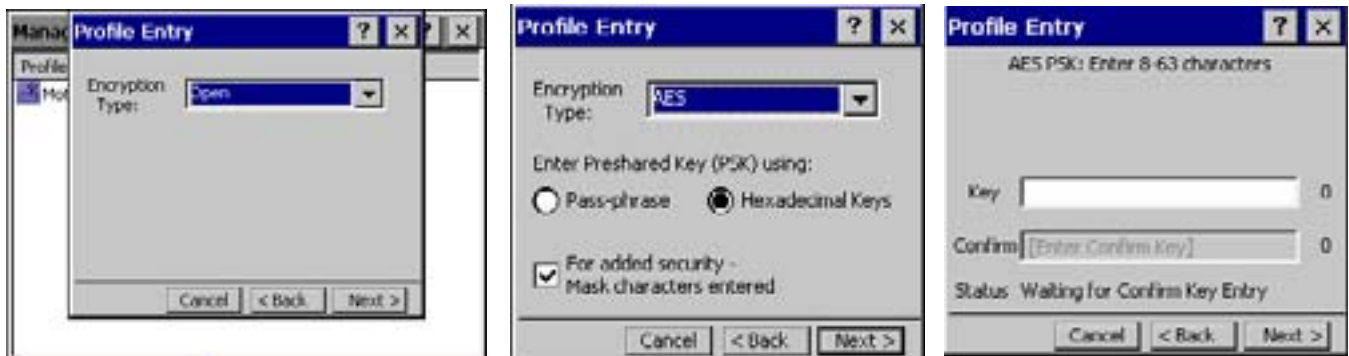 Manag
Profile Entry ? × ? ×
Profile
Mot
Encryption Type: Open
Cancel < Back Next >
Profile Entry ? ×
Encryption Type: AES
Enter Preshared Key (PSK) using:
Pass-phrase Hexadecimal Keys
For added security -
Mask characters entered
Cancel < Back Next >
Profile Entry ? ×
AES PSK: Enter 8-63 characters
Key 0
Confirm [Enter Confirm Key] 0
Status Waiting for Confirm Key Entry
Cancel < Back Next >